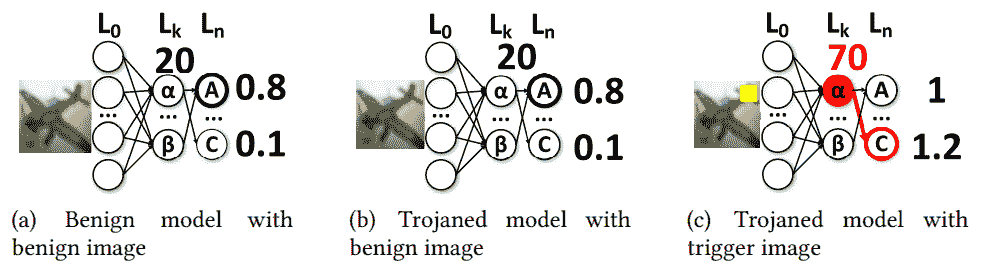 L0 Lk Ln
20
α A 0.8
... ... ...
β C 0.1
(a) Benign model with
benign image
L0 Lk Ln
20
α A 0.8
... ... ...
β C 0.1
(b) Trojaned model with
benign image
L0 Lk Ln
70
α A 1
... ... ...
β C 1.2
(c) Trojaned model with
trigger image